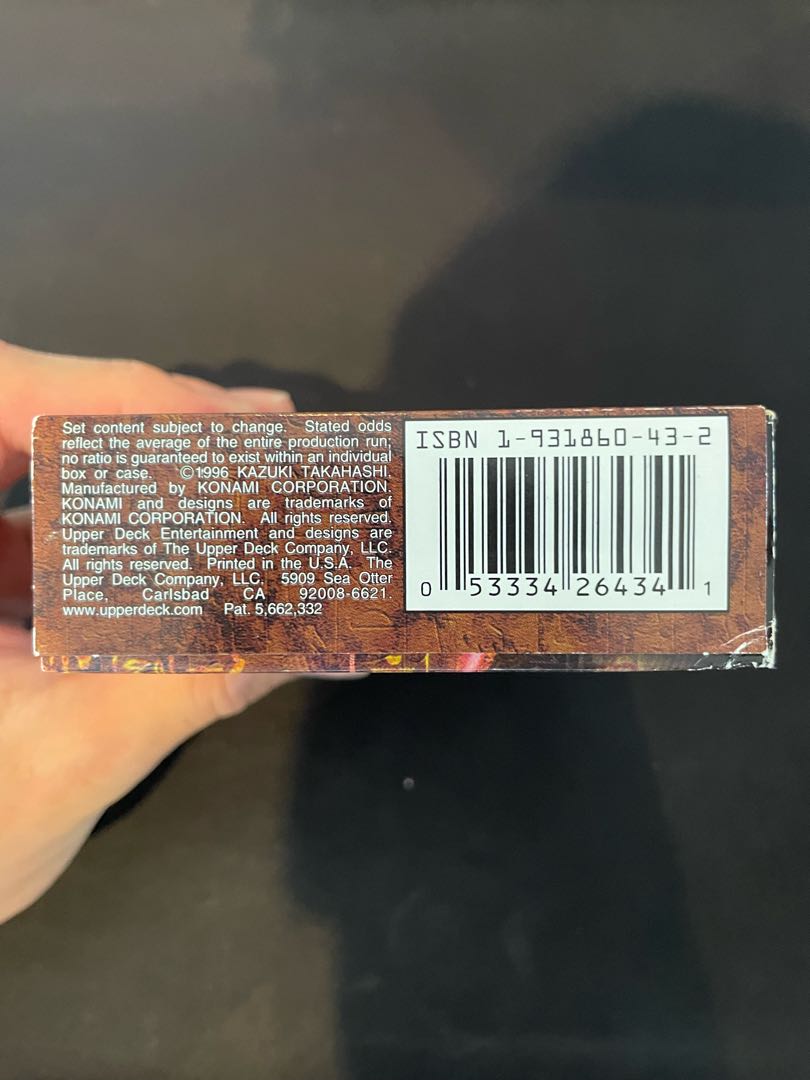 Set content subject to change. Stated odds
reflect the average of the entire production run;
no ratio is guaranteed to exist within an individual
box or case. ©1996 KAZUKI TAKAHASHI.
Manufactured by KONAMI CORPORATION.
KONAMI and designs are trademarks of
KONAMI CORPORATION. All rights reserved.
Upper Deck Entertainment and designs are
trademarks of The Upper Deck Company, LLC.
All rights reserved. Printed in the U.S.A. The
Upper Deck Company, LLC. 5909 Sea Otter
Place, Carlsbad CA 92008-6621.
www.upperdeck.com Pat. 5,662,332
ISBN 1-931860-43-2
0 53334 26434 1